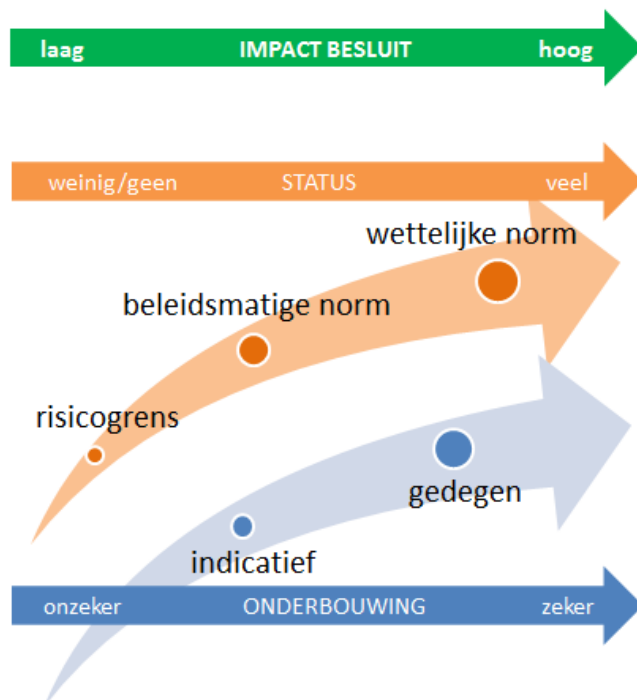 laag IMPACT BESLUIT hoog
weinig/geen STATUS veel
wettelijke norm
beleidsmatige norm
risicogrens
gedegen
indicatief
onzeker ONDERBOUWING zeker